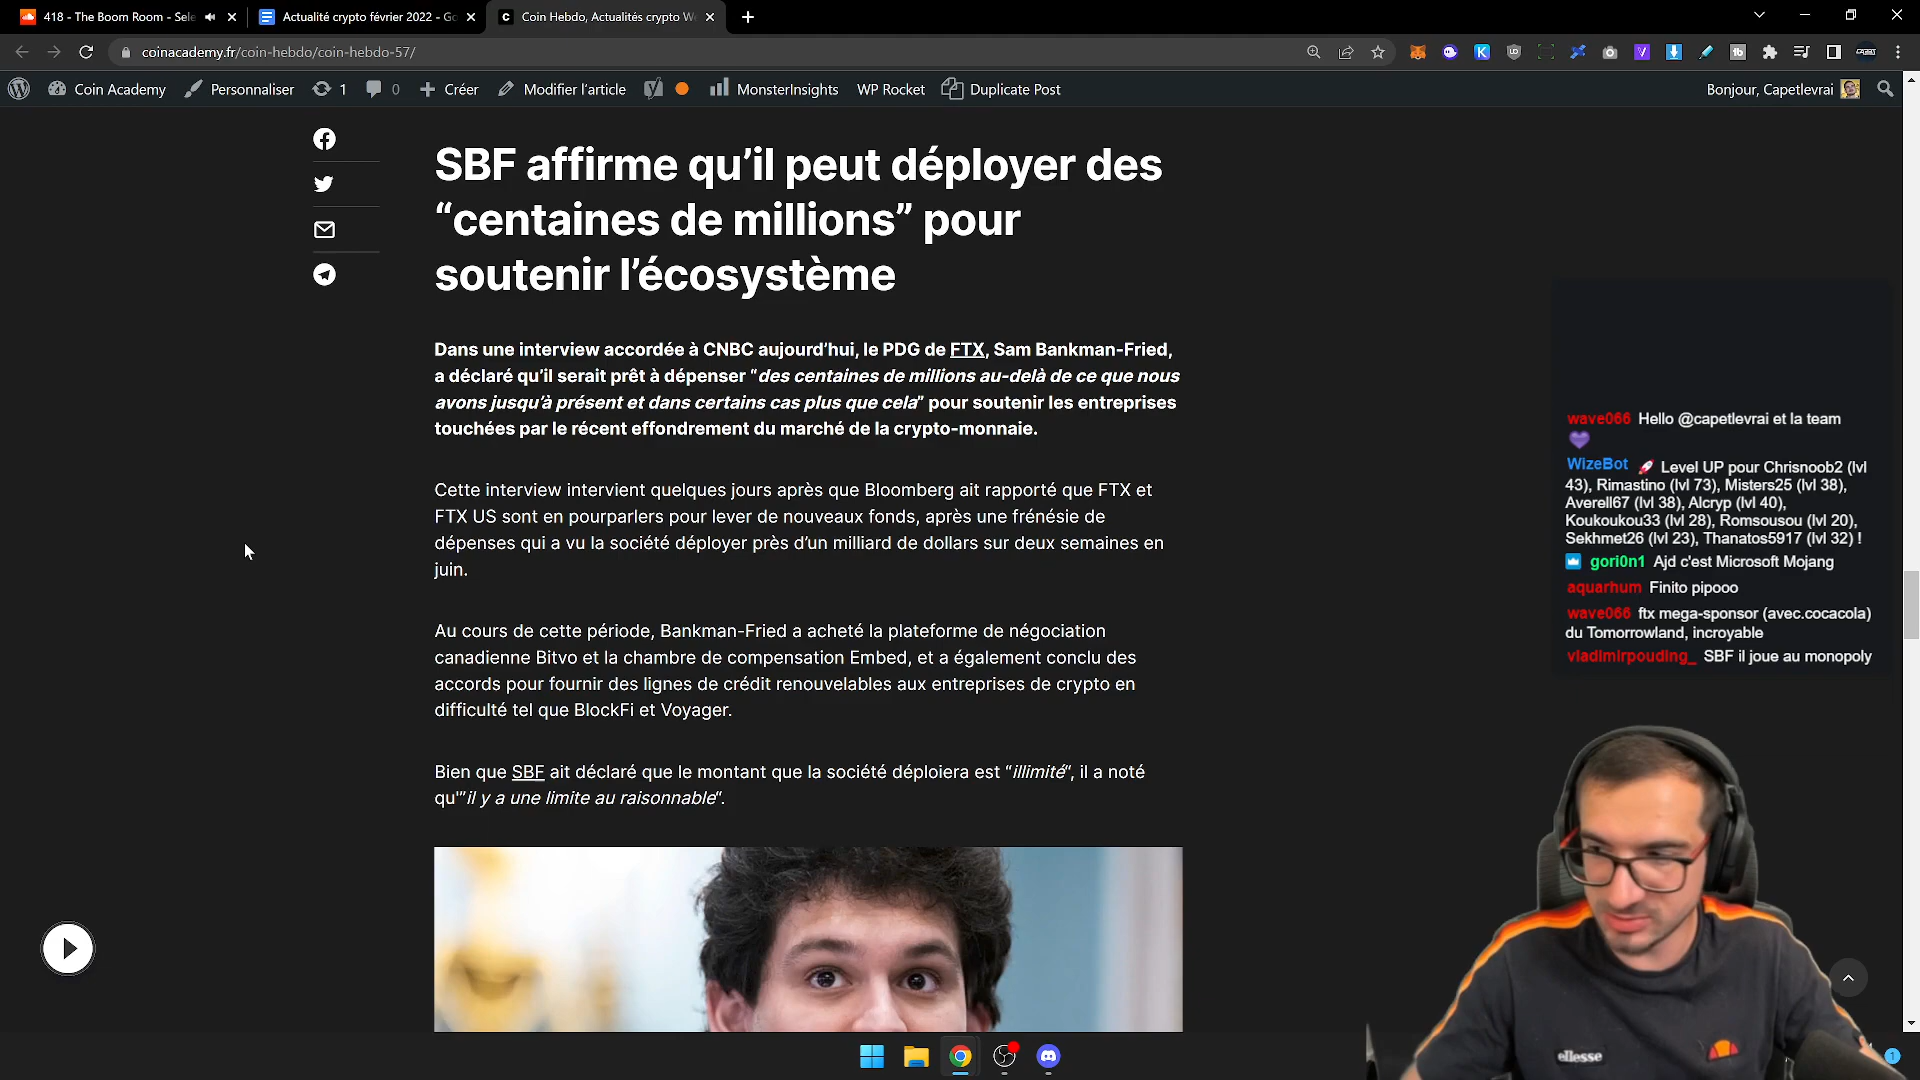 418 - The Boom Room - Sele
Actualité crypto février 2022 - Go
Coin Hebdo, Actualités crypto We
coinacademy.fr/coin-hebdo/coin-hebdo-57/
Coin Academy
Personnaliser
1
0
Créer
Modifier l'article
MonsterInsights
WP Rocket
Duplicate Post
Bonjour, Capetlevrai
SBF affirme qu'il peut déployer des
“centaines de millions” pour
soutenir l'écosystème
Dans une interview accordée à CNBC aujourd'hui, le PDG de FTX, Sam Bankman-Fried,
a déclaré qu'il serait prêt à dépenser “des centaines de millions au-delà de ce que nous
avons jusqu'à présent et dans certains cas plus que cela” pour soutenir les entreprises
touchées par le récent effondrement du marché de la crypto-monnaie.
Cette interview intervient quelques jours après que Bloomberg ait rapporté que FTX et
FTX US sont en pourparlers pour lever de nouveaux fonds, après une frénésie de
dépenses qui a vu la société déployer près d'un milliard de dollars sur deux semaines en
juin.
Au cours de cette période, Bankman-Fried a acheté la plateforme de négociation
canadienne Bitvo et la chambre de compensation Embed, et a également conclu des
accords pour fournir des lignes de crédit renouvelables aux entreprises de crypto en
difficulté tel que BlockFi et Voyager.
Bien que SBF ait déclaré que le montant que la société déploiera est “illimité“, il a noté
qu'”il y a une limite au raisonnable“.
wave066 Hello @capetlevrai et la team
WizeBot Level UP pour Chrisnoob2 (lvl
43), Rimastino (lvl 73), Misters25 (lvl 38),
Averell67 (lvl 38), Alcryp (lvl 40),
Koukoukou33 (lvl 28), Romsousou (lvl 20),
Sekhmet26 (lvl 23), Thanatos5917 (lvl 32) !
gori0n1 Ajd c'est Microsoft Mojang
aquarhum Finito pipooo
wave066 ftx mega-sponsor (avec.cocacola)
du Tomorrowland, incroyable
vladimirpouding_ SBF il joue au monopoly
ellesse
1